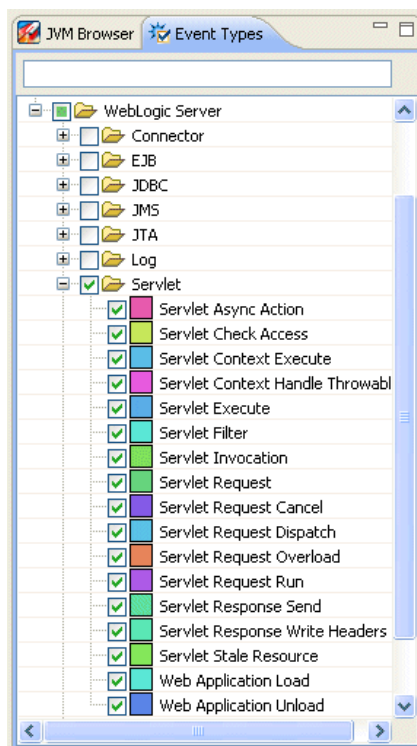 JVM Browser Event Types
WebLogic Server
Connector
EJB
JDBC
JMS
JTA
Log
Servlet
Servlet Async Action
Servlet Check Access
Servlet Context Execute
Servlet Context Handle Throwabl
Servlet Execute
Servlet Filter
Servlet Invocation
Servlet Request
Servlet Request Cancel
Servlet Request Dispatch
Servlet Request Overload
Servlet Request Run
Servlet Response Send
Servlet Response Write Headers
Servlet Stale Resource
Web Application Load
Web Application Unload